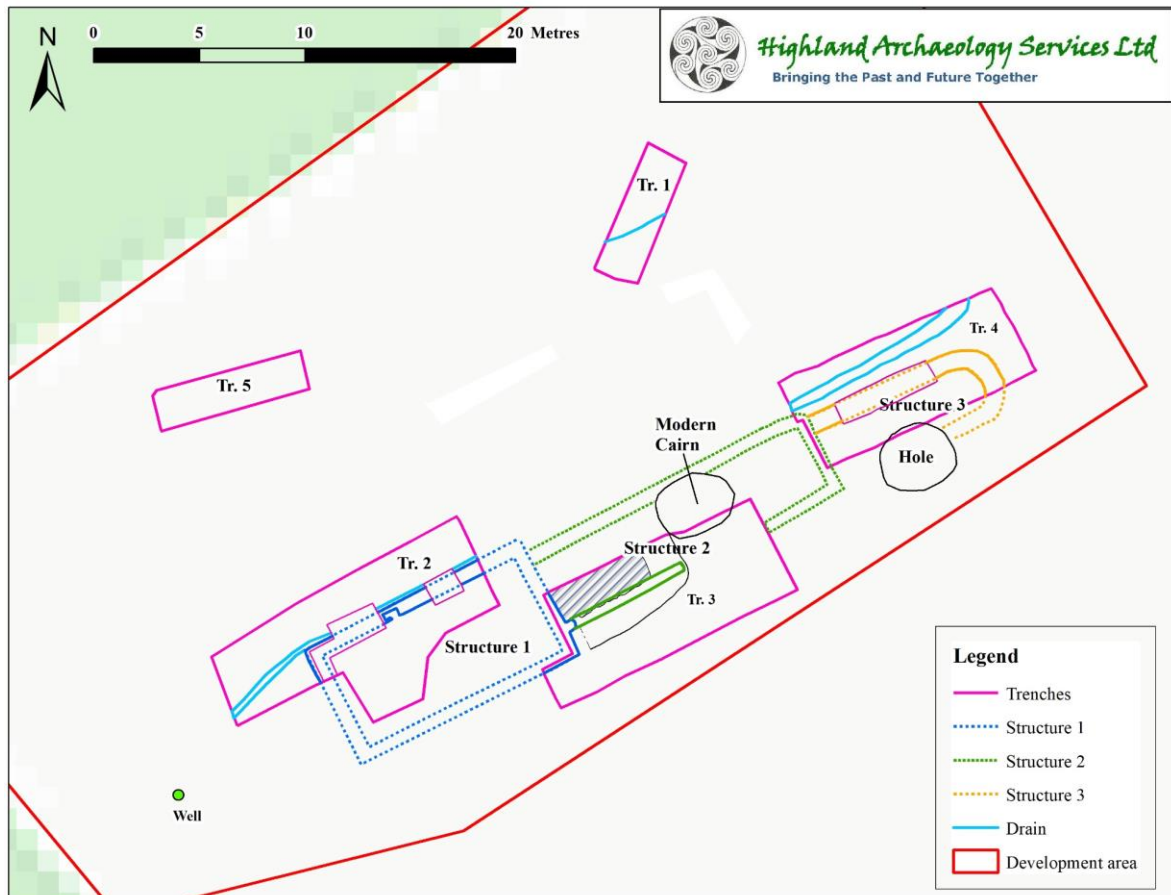 0 5 10 20 Metres
N
Highland Archaeology Services Ltd
Bringing the Past and Future Together
Tr. 1
Tr. 4
Tr. 5
Structure 3
Modern
Cairn
Hole
Tr. 2
Structure 2
Tr. 3
Structure 1
Well
Legend
Trenches
Structure 1
Structure 2
Structure 3
Drain
Development area